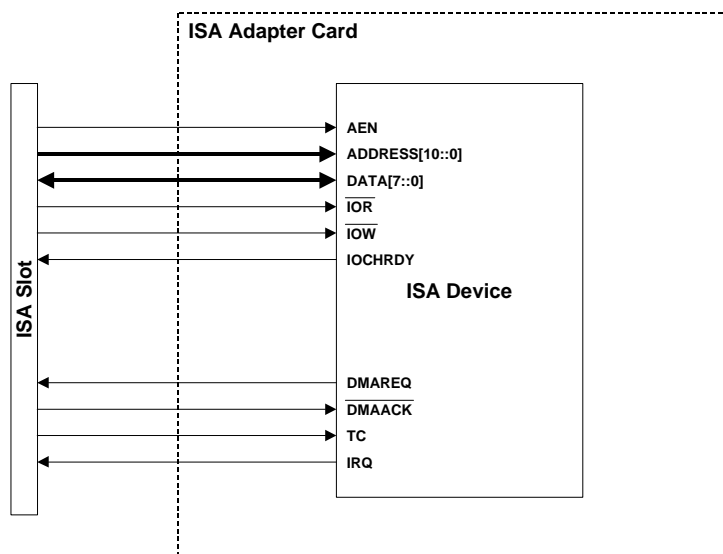 ISA Adapter Card
ISA Slot
AEN
ADDRESS[10::0]
DATA[7::0]
IOR
IOW
IOCHRDY
ISA Device
DMAREQ
DMAACK
TC
IRQ